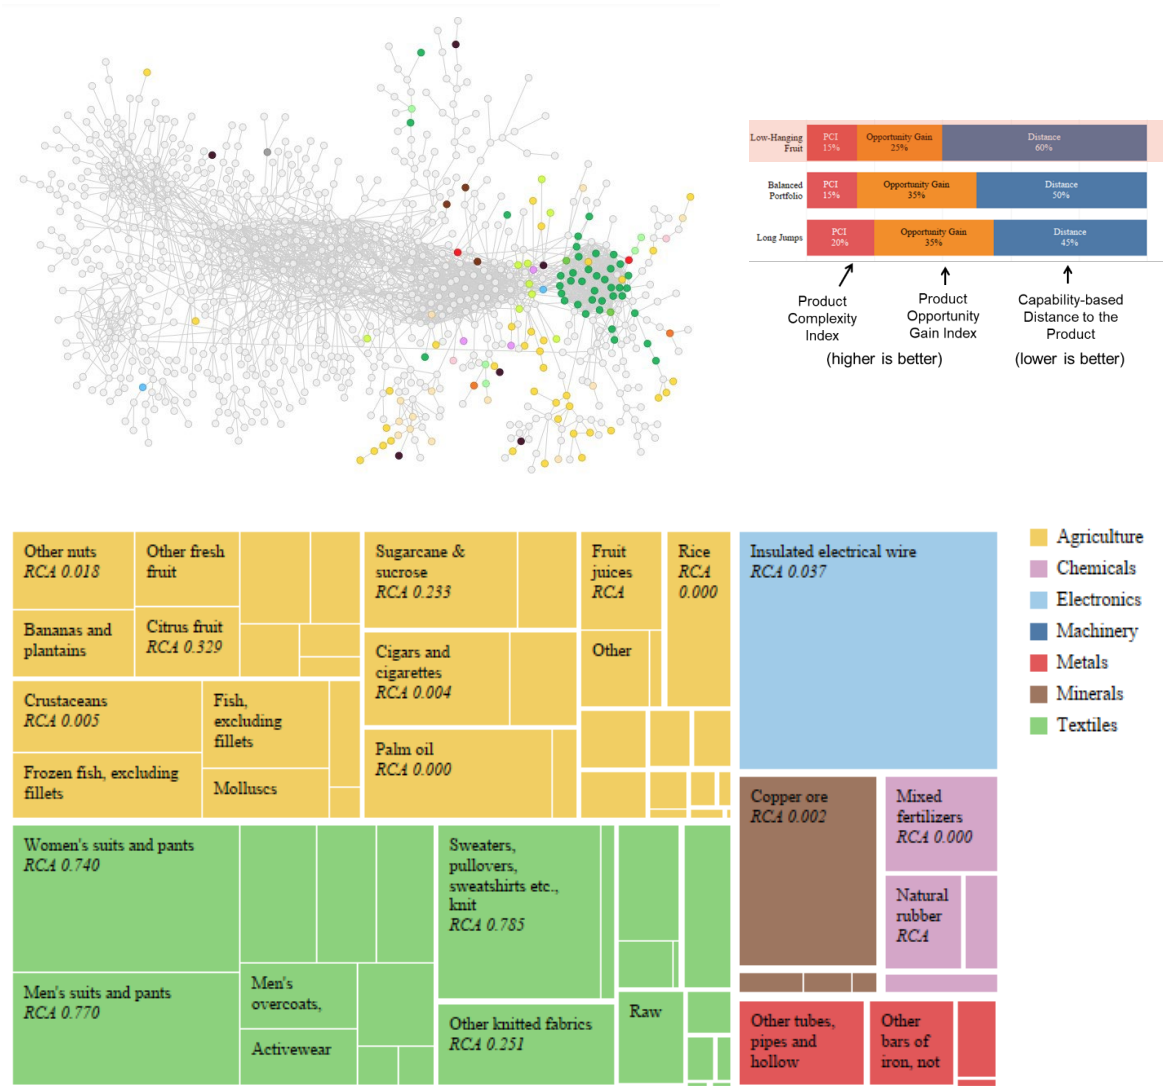 Low-Hanging
Fruit
PCI
15%
Opportunity Gain
25%
Distance
60%
Balanced
Portfolio
PCI
15%
Opportunity Gain
35%
Distance
50%
Long Jumps
PCI
20%
Opportunity Gain
35%
Distance
45%
Product
Complexity
Index
Product
Opportunity
Gain Index
Capability-based
Distance to the
Product
(higher is better)
(lower is better)
Other nuts
RCA 0.018
Other fresh
fruit
Bananas and
plantains
Citrus fruit
RCA 0.329
Crustaceans
RCA 0.005
Fish,
excluding
fillets
Frozen fish, excluding
fillets
Molluscs
Sugarcane &
sucrose
RCA 0.233
Cigars and
cigarettes
RCA 0.004
Palm oil
RCA 0.000
Fruit
juices
RCA
Other
Rice
RCA
0.000
Women's suits and pants
RCA 0.740
Men's suits and pants
RCA 0.770
Men's
overcoats,
Activewear
Sweaters,
pullovers,
sweatshirts etc.,
knit
RCA 0.785
Other knitted fabrics
RCA 0.251
Raw
Insulated electrical wire
RCA 0.037
Copper ore
RCA 0.002
Mixed
fertilizers
RCA 0.000
Natural
rubber
RCA
Other tubes,
pipes and
hollow
Other
bars of
iron, not
Agriculture
Chemicals
Electronics
Machinery
Metals
Minerals
Textiles